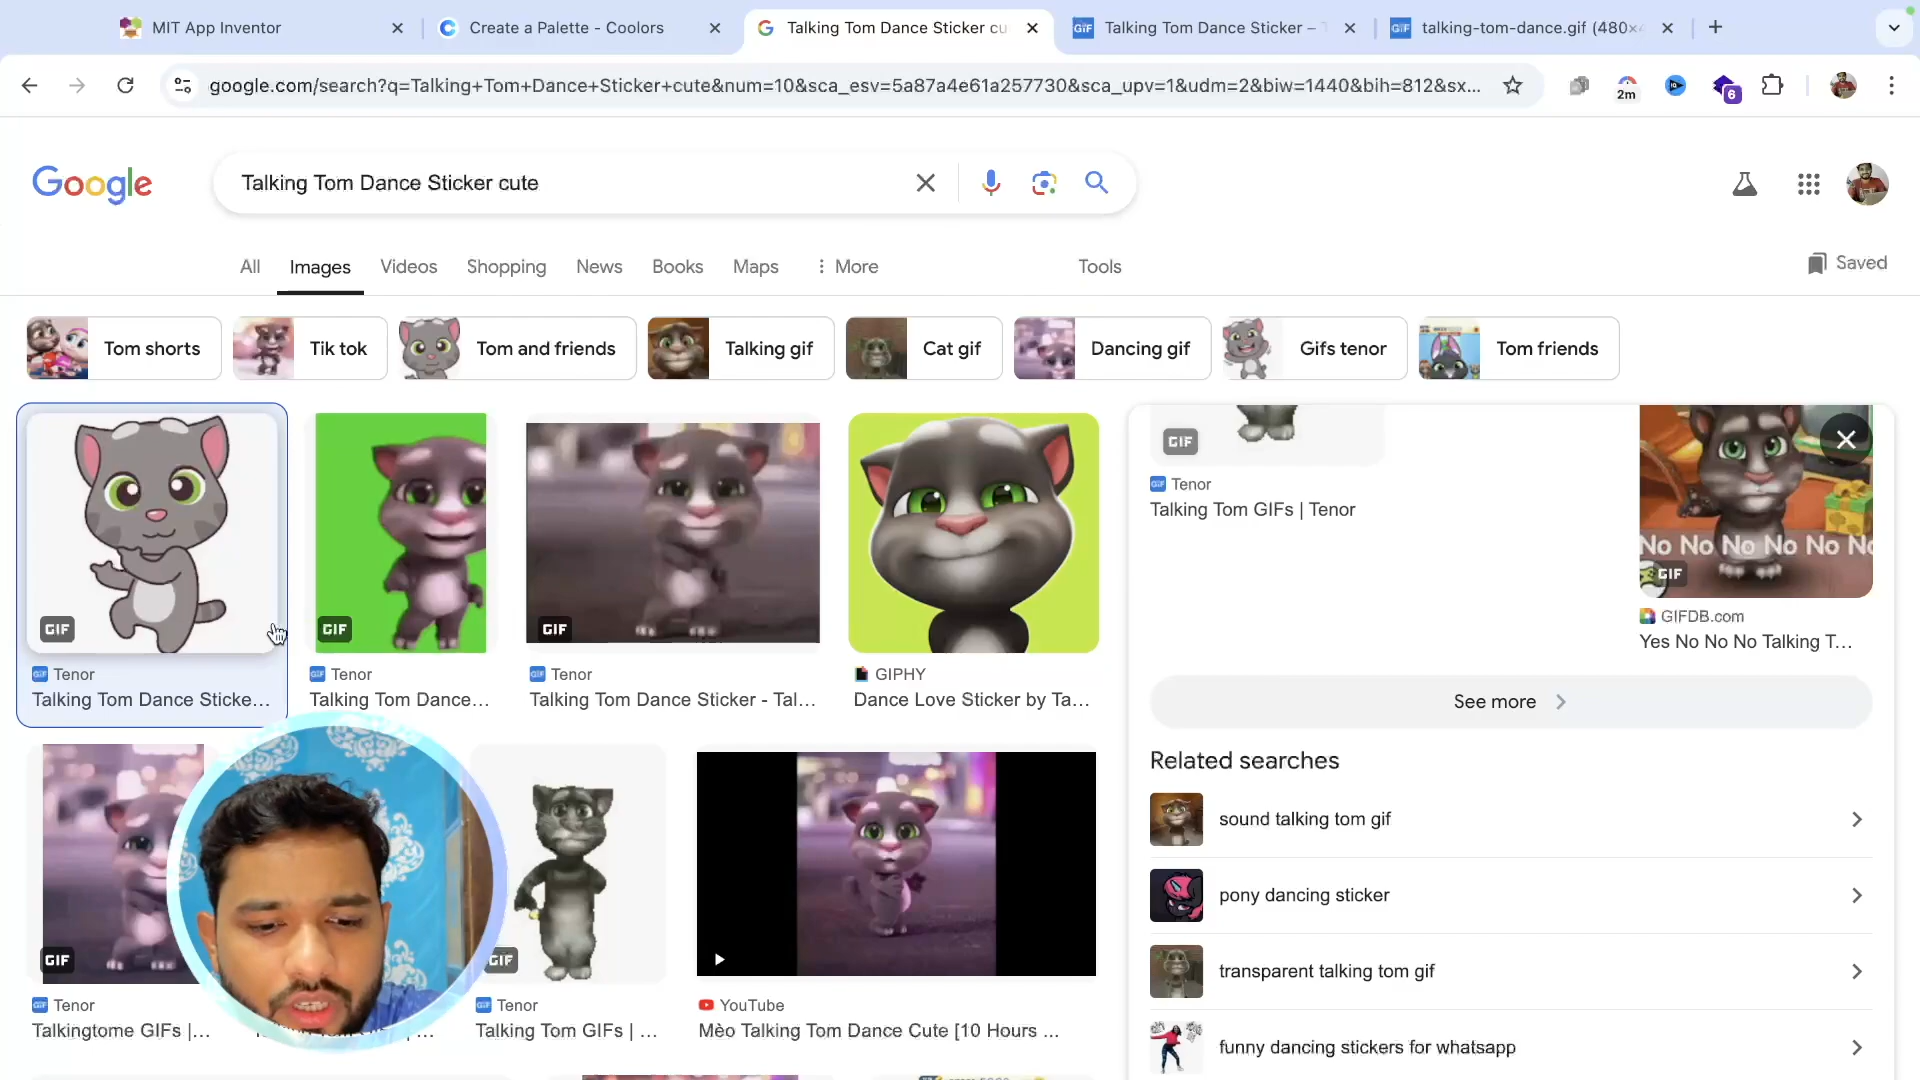 MIT App Inventor
Create a Palette - Coolors
Talking Tom Dance Sticker cu
GIF Talking Tom Dance Sticker –
GIF talking-tom-dance.gif (480×
google.com/search?q=Talking+Tom+Dance+Sticker+cute&num=10&sca_esv=5a87a4e61a257730&sca_upv=1&udm=2&biw=1440&bih=812&sx...
2m
6
Google
Talking Tom Dance Sticker cute
All Images Videos Shopping News Books Maps More Tools
Saved
Tom shorts
Tik tok
Tom and friends
Talking gif
Cat gif
Dancing gif
Gifs tenor
Tom friends
GIF
Tenor
Talking Tom Dance Sticke...
GIF
Tenor
Talking Tom Dance...
GIF
Tenor
Talking Tom Dance Sticker - Tal...
GIPHY
Dance Love Sticker by Ta...
GIF
Tenor
Talkingtome GIFs |...
GIF
Tenor
Talking Tom GIFs | ...
YouTube
Mèo Talking Tom Dance Cute [10 Hours ...
GIF
Tenor
Talking Tom GIFs | Tenor
No No No No No No
GIF
GIFDB.com
Yes No No No Talking T...
See more
Related searches
sound talking tom gif
pony dancing sticker
transparent talking tom gif
funny dancing stickers for whatsapp